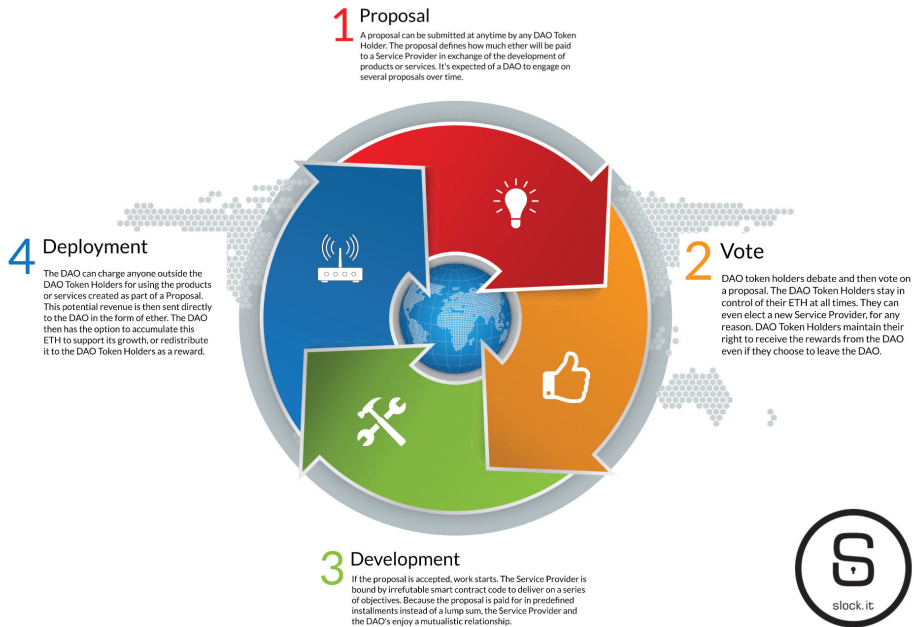 1 Proposal
A proposal can be submitted at anytime by any DAO Token
Holder. The proposal defines how much ether will be paid
to a Service Provider in exchange of the development of
products or services. It's expected of a DAO to engage on
several proposals over time.
2 Vote
DAO token holders debate and then vote on
a proposal. The DAO Token Holders stay in
control of their ETH at all times. They can
even elect a new Service Provider, for any
reason. DAO Token Holders maintain their
right to receive the rewards from the DAO
even if they choose to leave the DAO.
3 Development
If the proposal is accepted, work starts. The Service Provider is
bound by irrefutable smart contract code to deliver on a series
of objectives. Because the proposal is paid for in predefined
installments instead of a lump sum, the Service Provider and
the DAO's enjoy a mutualistic relationship.
4 Deployment
The DAO can charge anyone outside the
DAO Token Holders for using the products
or services created as part of a Proposal.
This potential revenue is then sent directly
to the DAO in the form of ether. The DAO
then has the option to accumulate this
ETH to support its growth, or redistribute
it to the DAO Token Holders as a reward.
S
slock.it